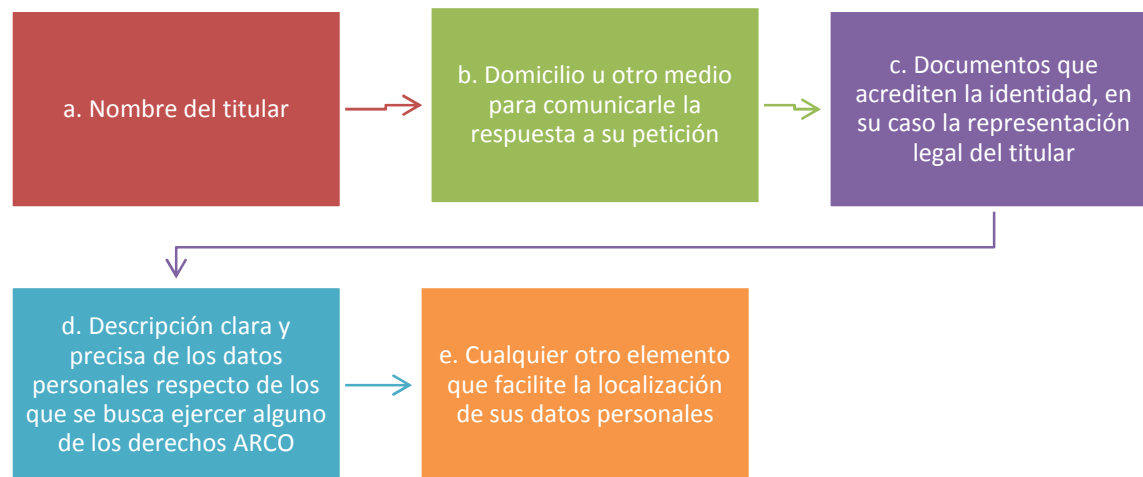 a. Nombre del titular
b. Domicilio u otro medio
para comunicarle la
respuesta a su petición
c. Documentos que
acrediten la identidad, en
su caso la representación
legal del titular
d. Descripción clara y
precisa de los datos
personales respecto de los
que se busca ejercer alguno
de los derechos ARCO
e. Cualquier otro elemento
que facilite la localización
de sus datos personales